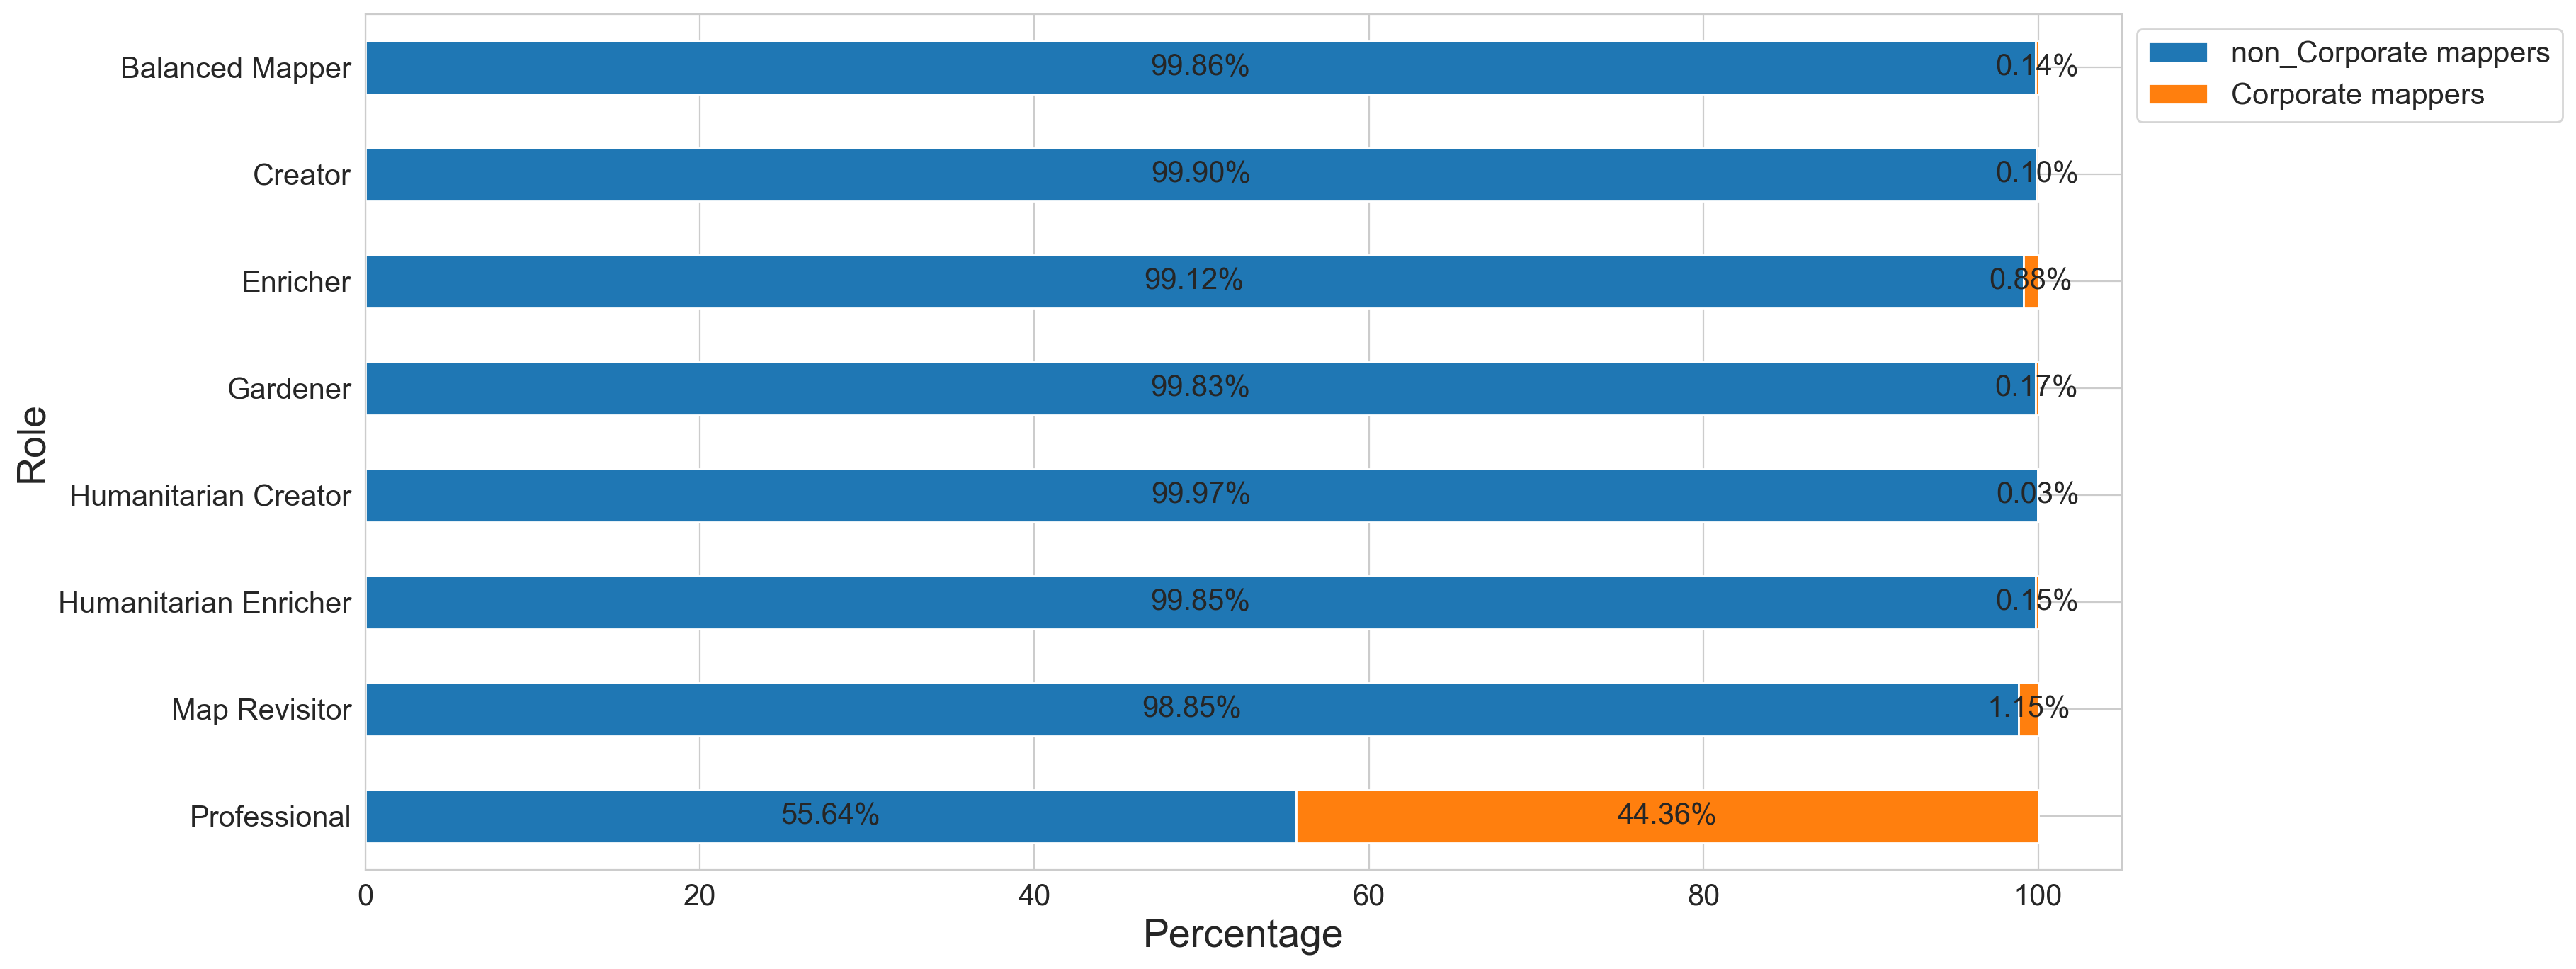 Balanced Mapper 99.86% 0.14%
Creator 99.90% 0.10%
Enricher 99.12% 0.88%
Gardener 99.83% 0.17%
Humanitarian Creator 99.97% 0.03%
Humanitarian Enricher 99.85% 0.15%
Map Revisitor 98.85% 1.15%
Professional 55.64% 44.36%
0 20 40 60 80 100
Percentage
Role
non_Corporate mappers
Corporate mappers